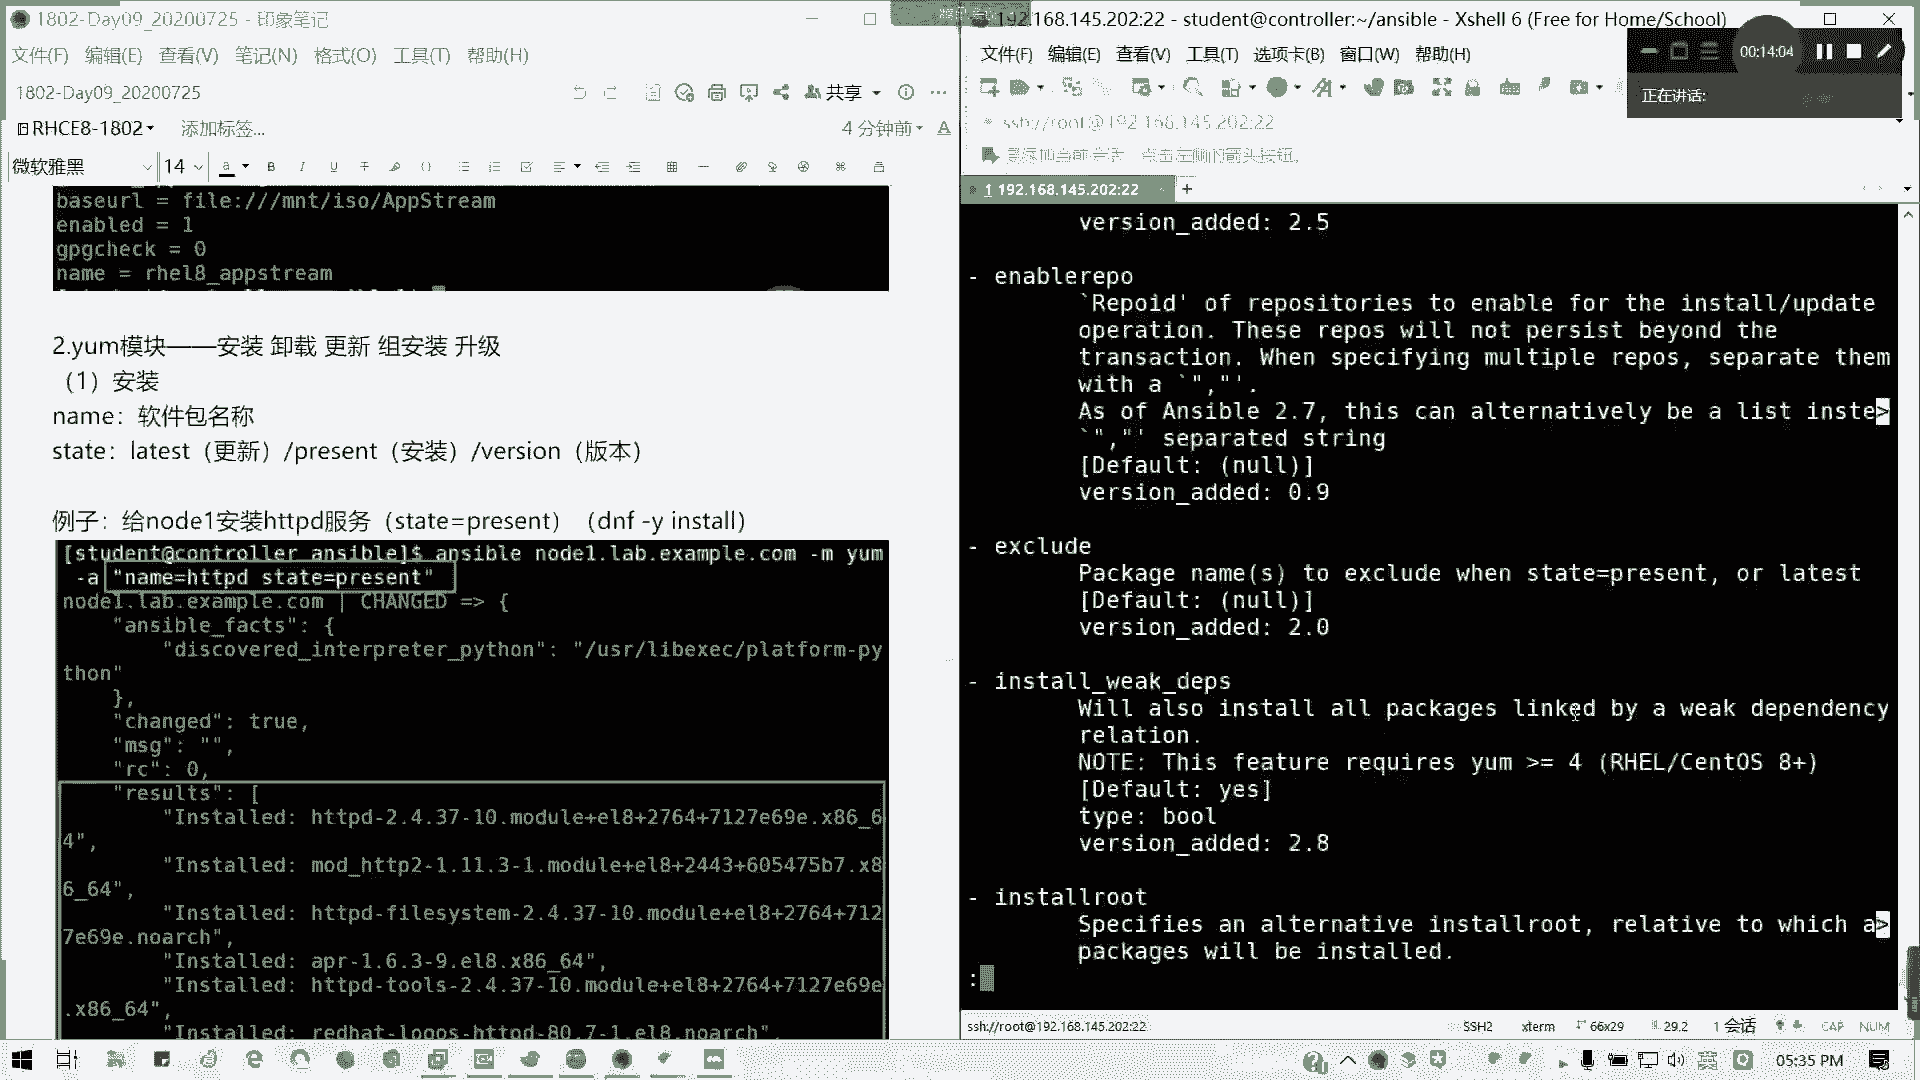 1802-Day09_20200725 - 印象笔记
文件(F) 编辑(E) 查看(V) 笔记(N) 格式(O) 工具(T) 帮助(H)
1802-Day09_20200725
共享
RHCE8-1802
添加标签...
4 分钟前
微软雅黑
14
baseurl = file:///mnt/iso/AppStream
enabled = 1
gpgcheck = 0
name = rhel8_appstream
2.yum模块——安装 卸载 更新 组安装 升级
（1）安装
name：软件包名称
state：latest（更新）/present（安装）/version（版本）
例子：给node1安装httpd服务（state=present）（dnf -y install）
[student@controller ansible]$ ansible node1.lab.example.com -m yum
-a "name=httpd state=present"
node1.lab.example.com | CHANGED => {
"ansible_facts": {
"discovered_interpreter_python": "/usr/libexec/platform-py
thon"
},
"changed": true,
"msg": "",
"rc": 0,
"results": [
"Installed: httpd-2.4.37-10.module+el8+2764+7127e69e.x86_6
4",
"Installed: mod_http2-1.11.3-1.module+el8+2443+605475b7.x8
6_64",
"Installed: httpd-filesystem-2.4.37-10.module+el8+2764+712
7e69e.noarch",
"Installed: apr-1.6.3-9.el8.x86_64",
"Installed: httpd-tools-2.4.37-10.module+el8+2764+7127e69e
.x86_64",
"Installed: redhat-logos-httpd-80.7-1.el8.noarch",
192.168.145.202:22 - student@controller:~/ansible - Xshell 6 (Free for Home/School)
文件(F) 编辑(E) 查看(V) 工具(T) 选项卡(B) 窗口(W) 帮助(H)
00:14:04
正在讲话:
ssh://root@192.168.145.202:22
1 192.168.145.202:22
version_added: 2.5
- enablerepo
`Repoid' of repositories to enable for the install/update
operation. These repos will not persist beyond the
transaction. When specifying multiple repos, separate them
with a `","'.
As of Ansible 2.7, this can alternatively be a list inste>
`","' separated string
[Default: (null)]
version_added: 0.9
- exclude
Package name(s) to exclude when state=present, or latest
[Default: (null)]
version_added: 2.0
- install_weak_deps
Will also install all packages linked by a weak dependency
relation.
NOTE: This feature requires yum >= 4 (RHEL/CentOS 8+)
[Default: yes]
type: bool
version_added: 2.8
- installroot
Specifies an alternative installroot, relative to which a>
packages will be installed.
:
ssh://root@192.168.145.202:22
SSH2 xterm 66x29 29.2 1 会话 CAP NUM
05:35 PM